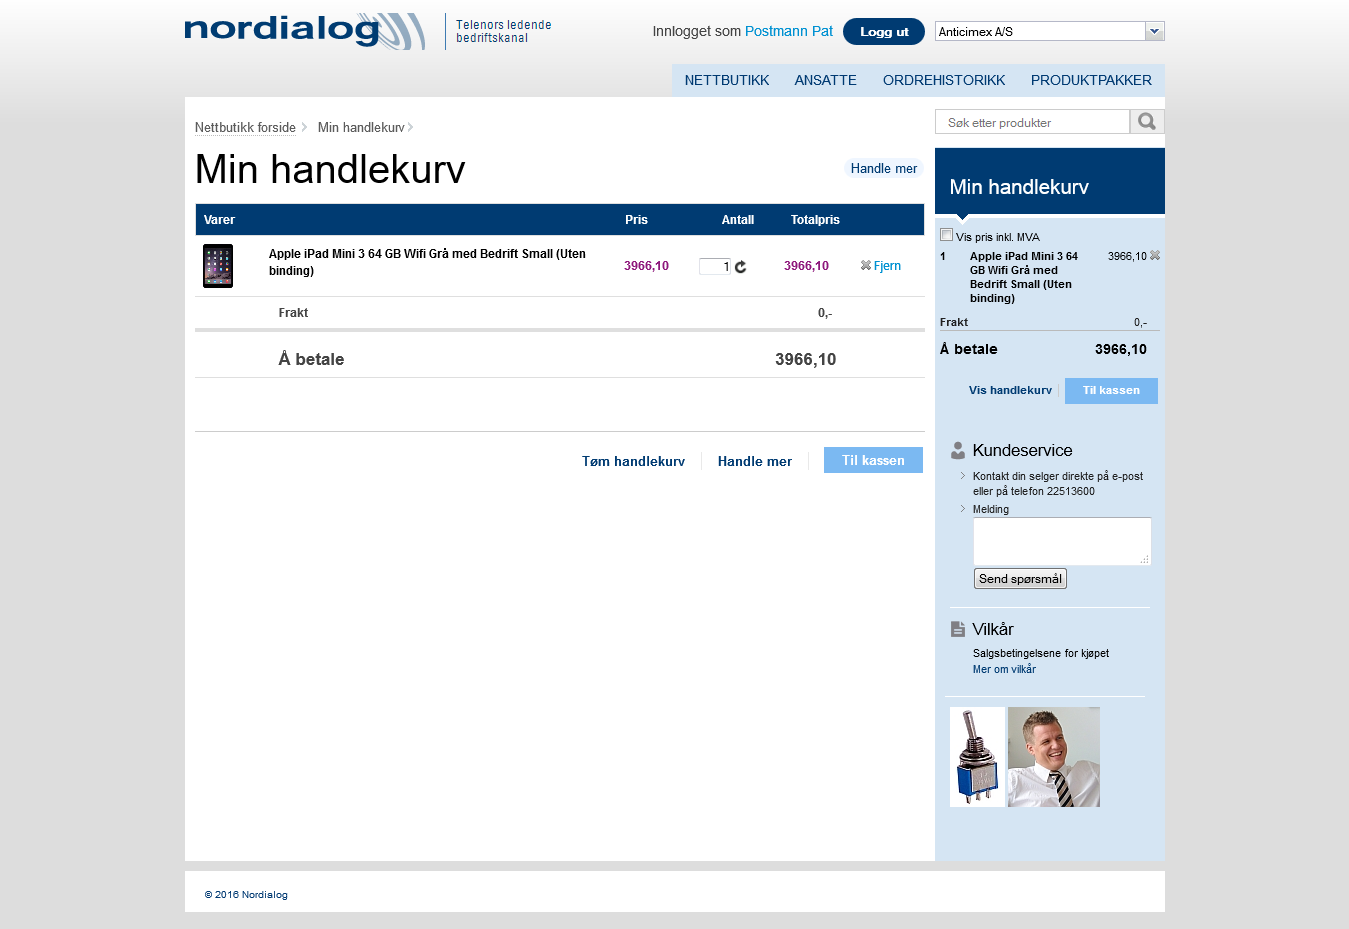 nordialog
Telenors ledende
bedriftskanal
Innlogget som Postmann Pat
Logg ut
Anticimex A/S
NETTBUTIKK ANSATTE ORDREHISTORIKK PRODUKTPAKKER
Nettbutikk forside
Min handlekurv
Søk etter produkter
Min handlekurv
Handle mer
Varer Pris Antall Totalpris
Apple iPad Mini 3 64 GB Wifi Grå med Bedrift Small (Uten
binding)
3966,10 1 3966,10 Fjern
Frakt 0,-
Å betale 3966,10
Tøm handlekurv Handle mer Til kassen
Min handlekurv
Vis pris inkl. MVA
1 Apple iPad Mini 3 64 3966,10
GB Wifi Grå med
Bedrift Small (Uten
binding)
Frakt 0,-
Å betale 3966,10
Vis handlekurv Til kassen
Kundeservice
Kontakt din selger direkte på e-post
eller på telefon 22513600
Melding
Send spørsmål
Vilkår
Salgsbetingelsene for kjøpet
Mer om vilkår
© 2016 Nordialog